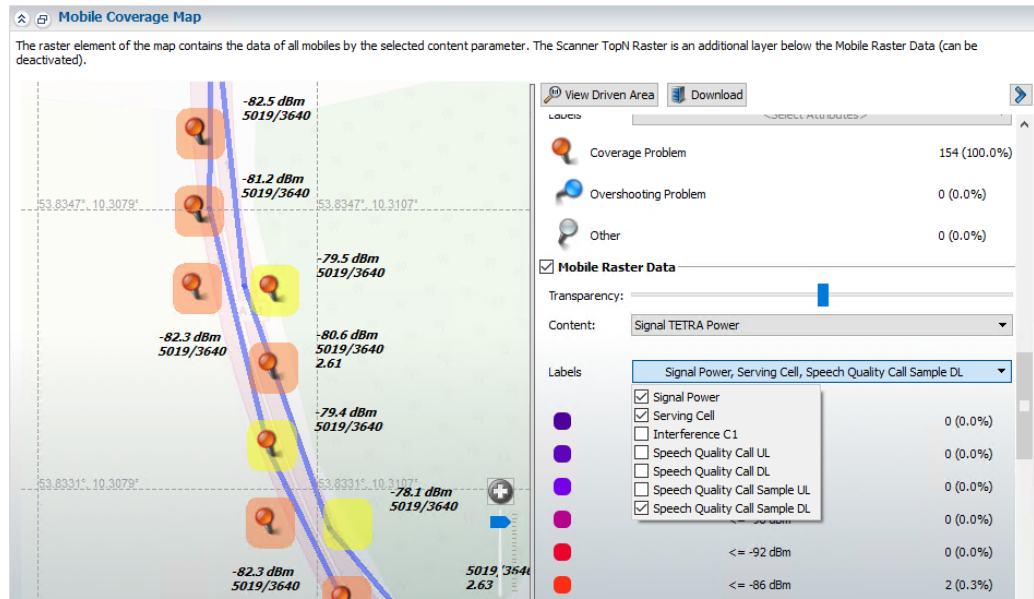 Mobile Coverage Map
The raster element of the map contains the data of all mobiles by the selected content parameter. The Scanner TopN Raster is an additional layer below the Mobile Raster Data (can be
deactivated).
-82.5 dBm
5019/3640
-81.2 dBm
5019/3640
53.8347°, 10.3079°
53.8347°, 10.3107°
-79.5 dBm
5019/3640
-82.3 dBm
5019/3640
-80.6 dBm
5019/3640
2.61
-79.4 dBm
5019/3640
53.8331°, 10.3079°
53.8331°, 10.3107°
-78.1 dBm
5019/3640
-82.3 dBm
5019/3640
5019/3640
2.63
View Driven Area
Download
Labels
<Select Attributes>
Coverage Problem
154 (100.0%)
Overshooting Problem
0 (0.0%)
Other
0 (0.0%)
Mobile Raster Data
Transparency:
Content:
Signal TETRA Power
Labels
Signal Power, Serving Cell, Speech Quality Call Sample DL
Signal Power
Serving Cell
Interference C1
Speech Quality Call UL
Speech Quality Call DL
Speech Quality Call Sample UL
Speech Quality Call Sample DL
0 (0.0%)
0 (0.0%)
0 (0.0%)
<= -98 dBm
0 (0.0%)
<= -92 dBm
0 (0.0%)
<= -86 dBm
2 (0.3%)